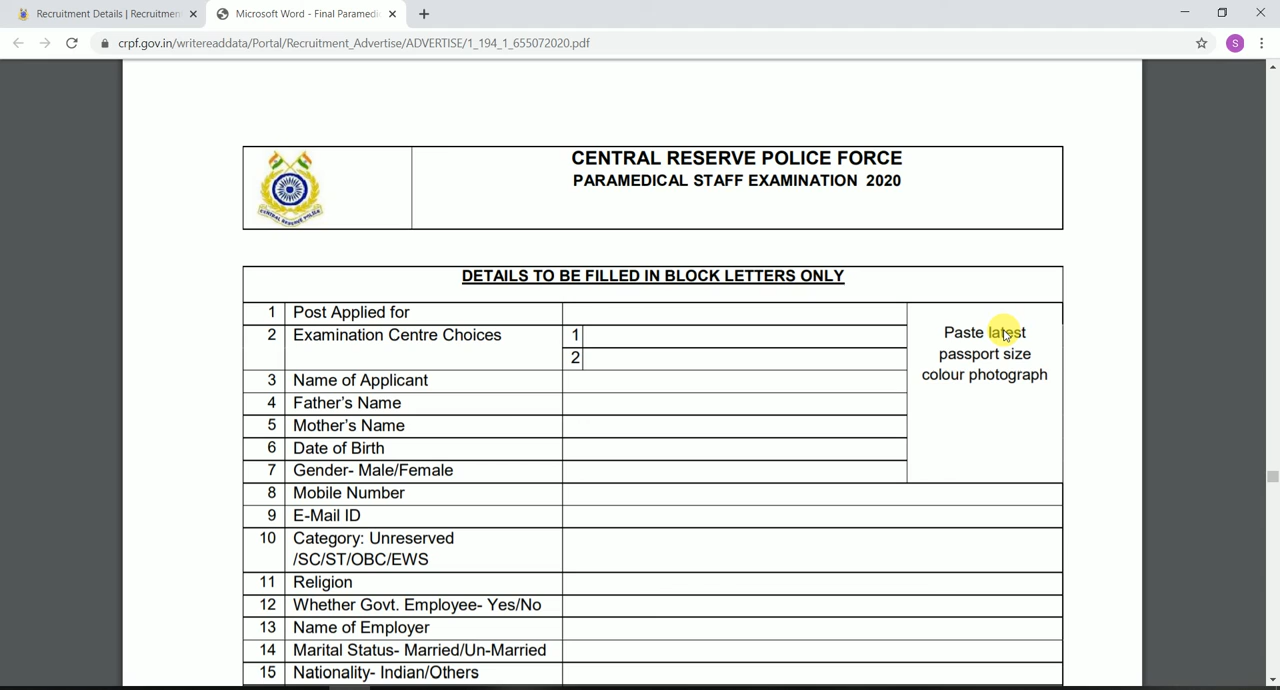 Recruitment Details | Recruitment
Microsoft Word - Final Paramedi
crpf.gov.in/writereaddata/Portal/Recruitment_Advertise/ADVERTISE/1_194_1_655072020.pdf
S
CENTRAL RESERVE POLICE FORCE
PARAMEDICAL STAFF EXAMINATION 2020
CENTRAL RESERVE POLICE
DETAILS TO BE FILLED IN BLOCK LETTERS ONLY
1 Post Applied for
2 Examination Centre Choices 1
2
Paste latest
passport size
colour photograph
3 Name of Applicant
4 Father's Name
5 Mother's Name
6 Date of Birth
7 Gender- Male/Female
8 Mobile Number
9 E-Mail ID
10 Category: Unreserved
/SC/ST/OBC/EWS
11 Religion
12 Whether Govt. Employee- Yes/No
13 Name of Employer
14 Marital Status- Married/Un-Married
15 Nationality- Indian/Others